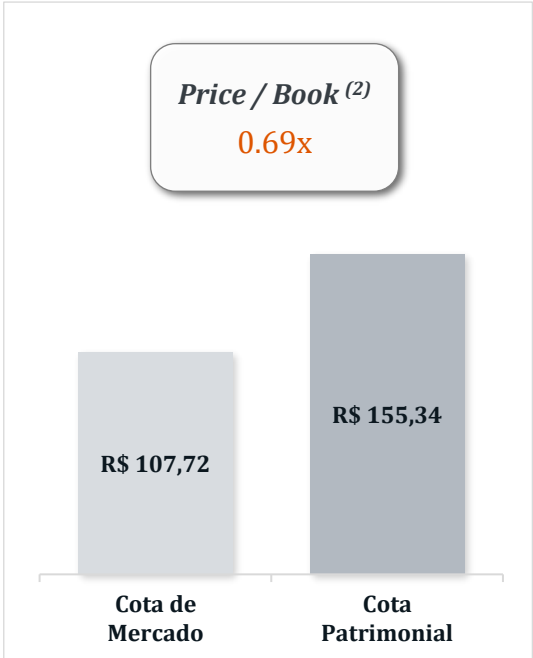 Price / Book (2)
0.69x
R$ 155,34
R$ 107,72
Cota de
Mercado
Cota
Patrimonial